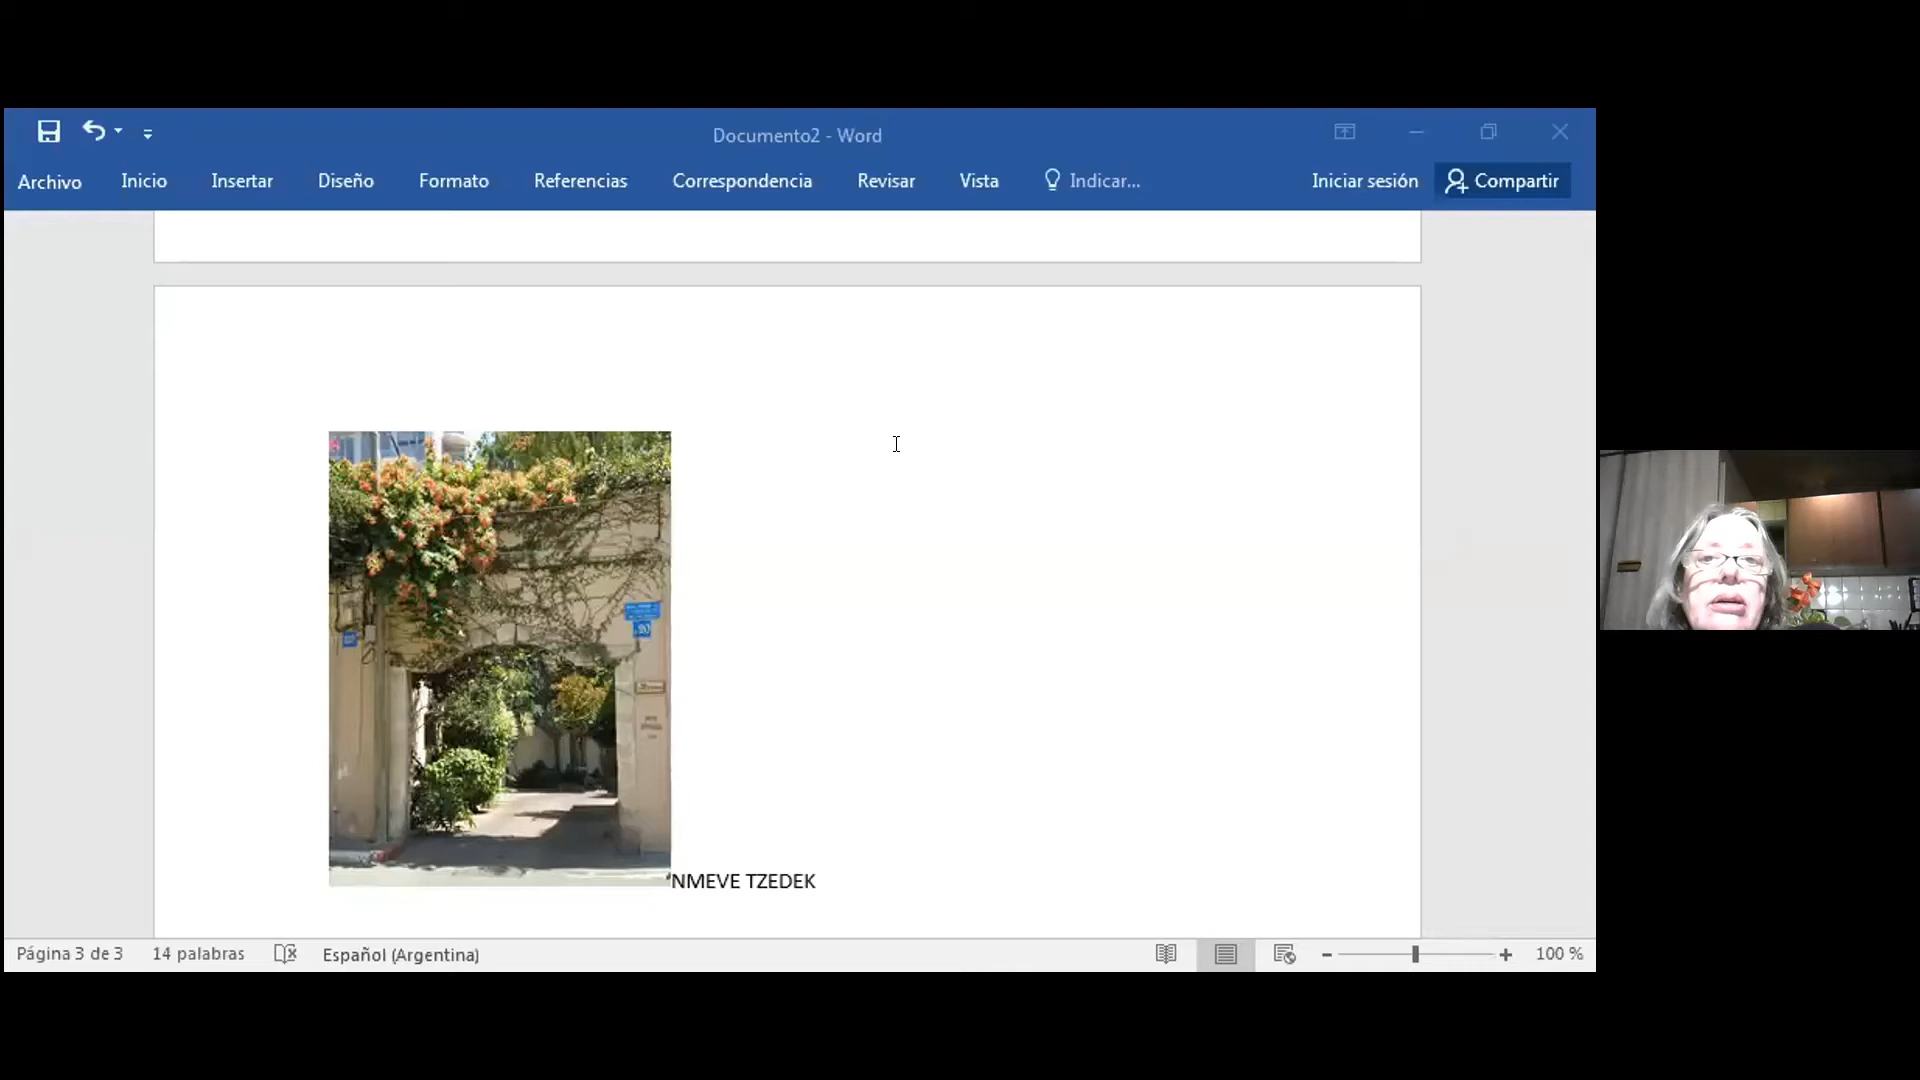 Documento2 - Word
Archivo Inicio Insertar Diseño Formato Referencias Correspondencia Revisar Vista Indicar... Iniciar sesión Compartir
20
'NMEVE TZEDEK
Página 3 de 3 14 palabras Español (Argentina) 100 %